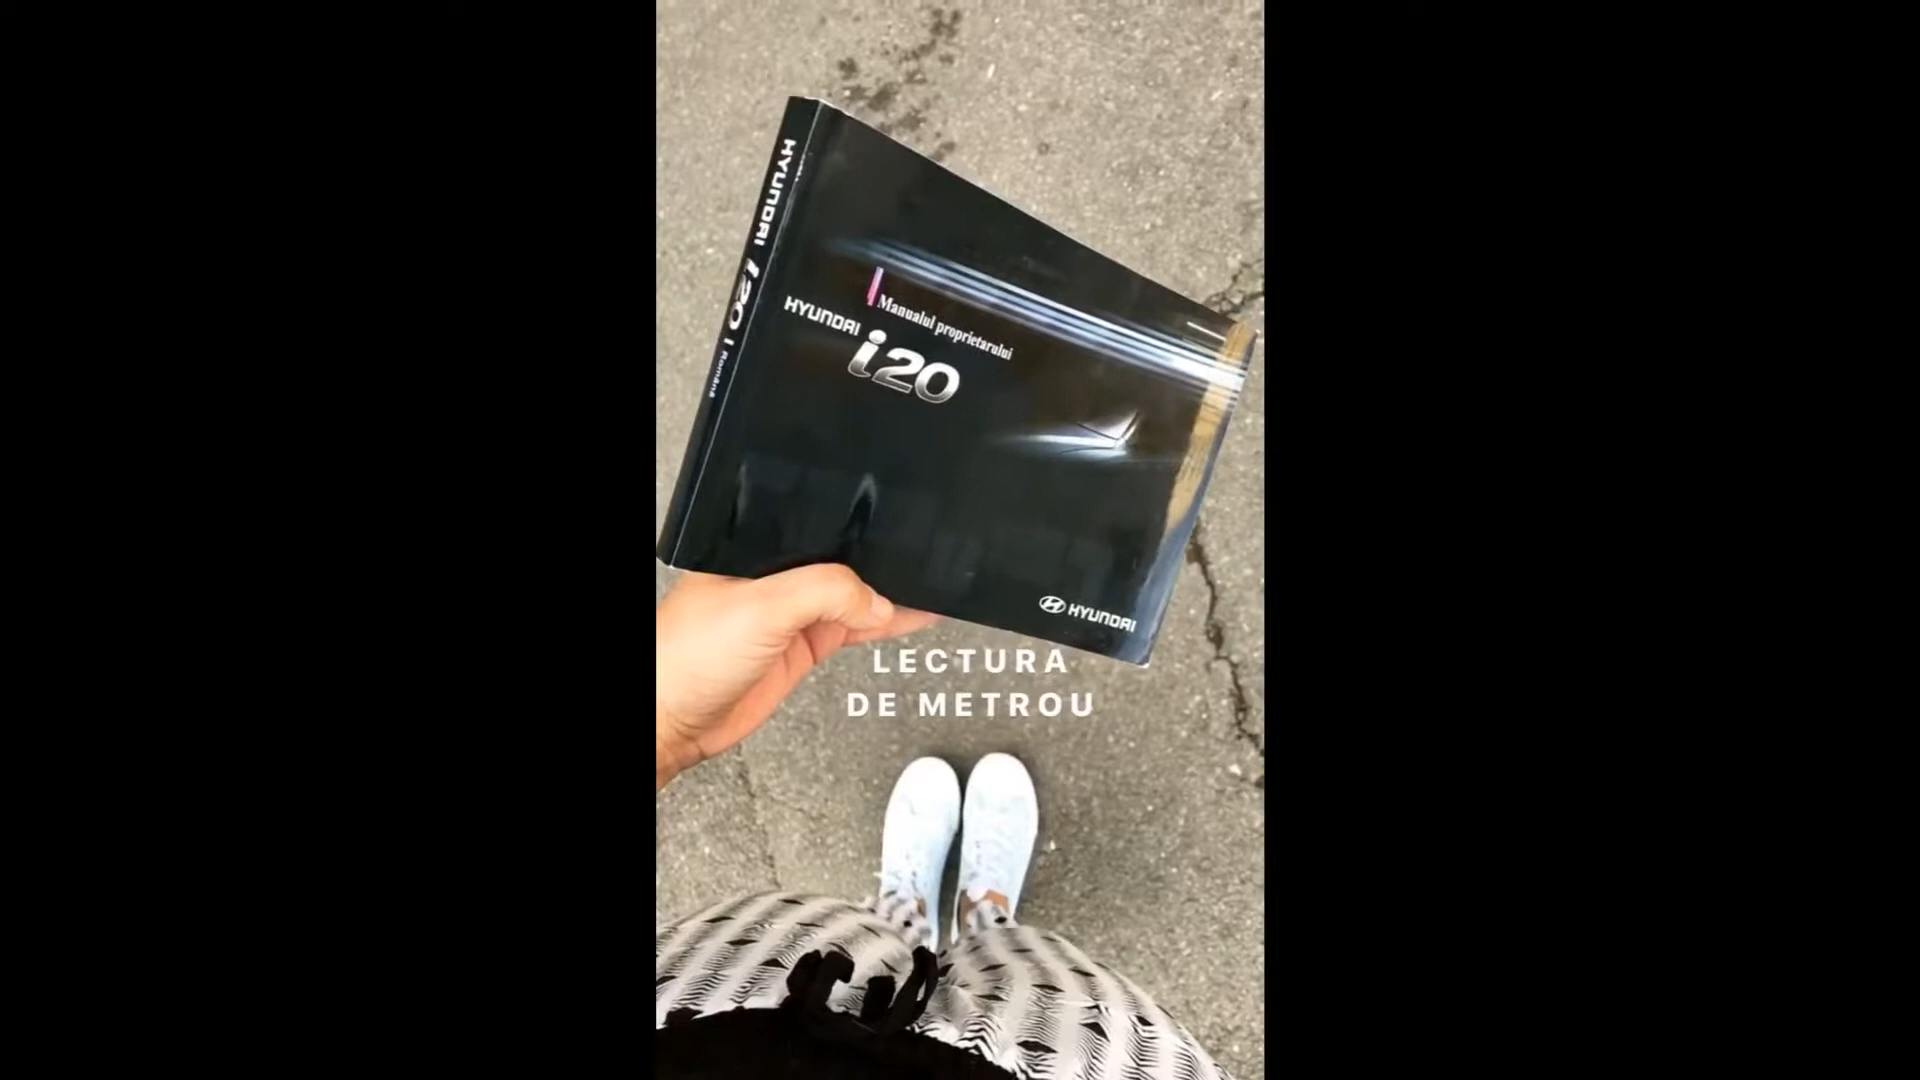 HYUNDAI i20 | Română
Manualul proprietarului
HYUNDAI
i20
HYUNDAI
LECTURA
DE METROU